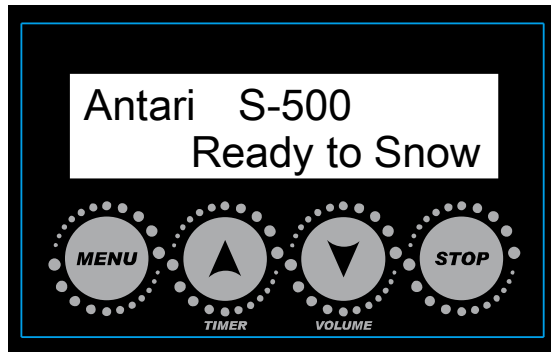 Antari S-500
Ready to Snow
MENU
STOP
TIMER
VOLUME